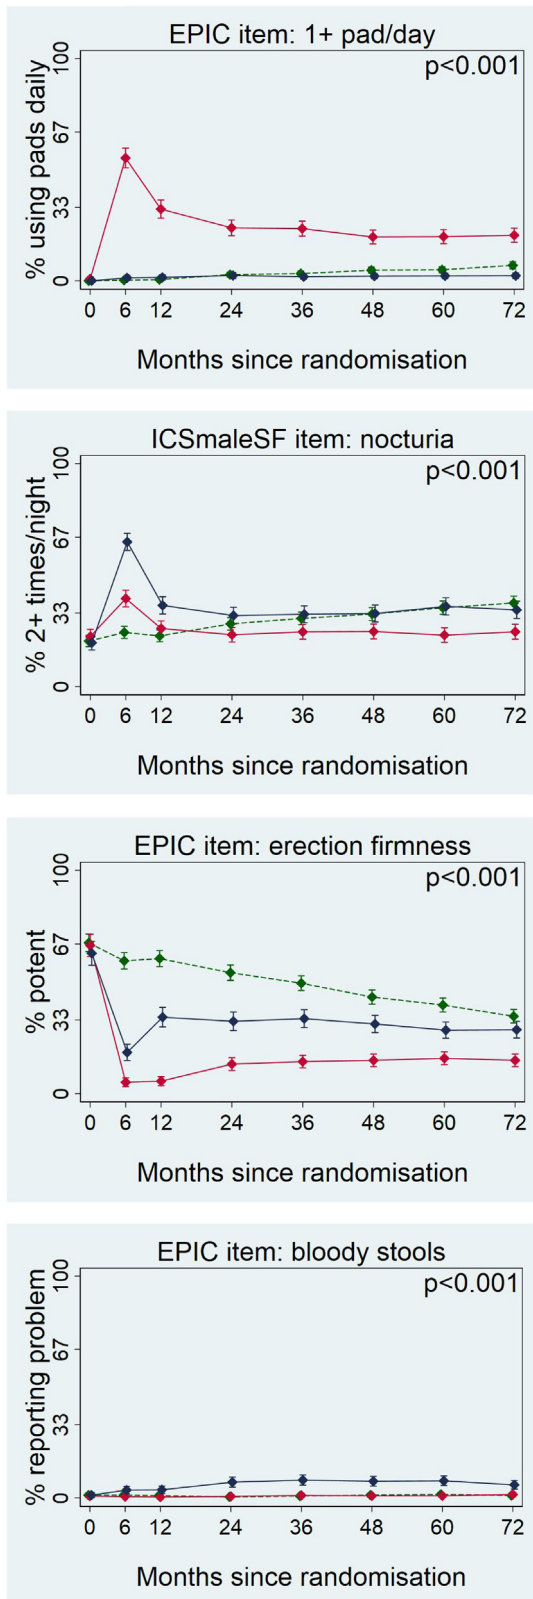 EPIC item: 1+ pad/day
p<0.001
% using pads daily
100
67
33
0
0 6 12 24 36 48 60 72
Months since randomisation
ICSmaleSF item: nocturia
p<0.001
% 2+ times/night
100
67
33
0
0 6 12 24 36 48 60 72
Months since randomisation
EPIC item: erection firmness
p<0.001
% potent
100
67
33
0
0 6 12 24 36 48 60 72
Months since randomisation
EPIC item: bloody stools
p<0.001
% reporting problem
100
67
33
0
0 6 12 24 36 48 60 72
Months since randomisation